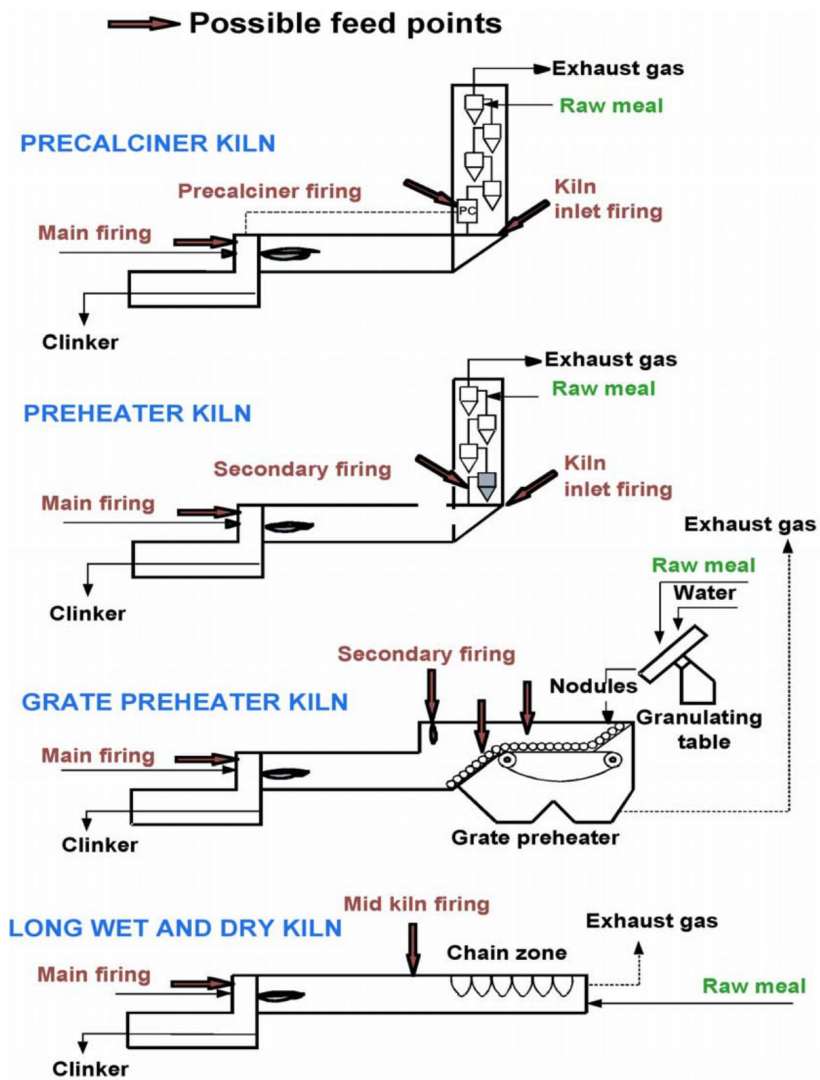 Possible feed points
Exhaust gas
Raw meal
PRECALCINER KILN
Precalciner firing
Kiln
inlet firing
PC
Main firing
Clinker
Exhaust gas
Raw meal
PREHEATER KILN
Secondary firing
Kiln
inlet firing
Main firing
Clinker
Exhaust gas
Raw meal
Water
Secondary firing
Nodules
GRATE PREHEATER KILN
Granulating
table
Main firing
Clinker
Grate preheater
Mid kiln firing
LONG WET AND DRY KILN
Exhaust gas
Chain zone
Main firing
Raw meal
Clinker